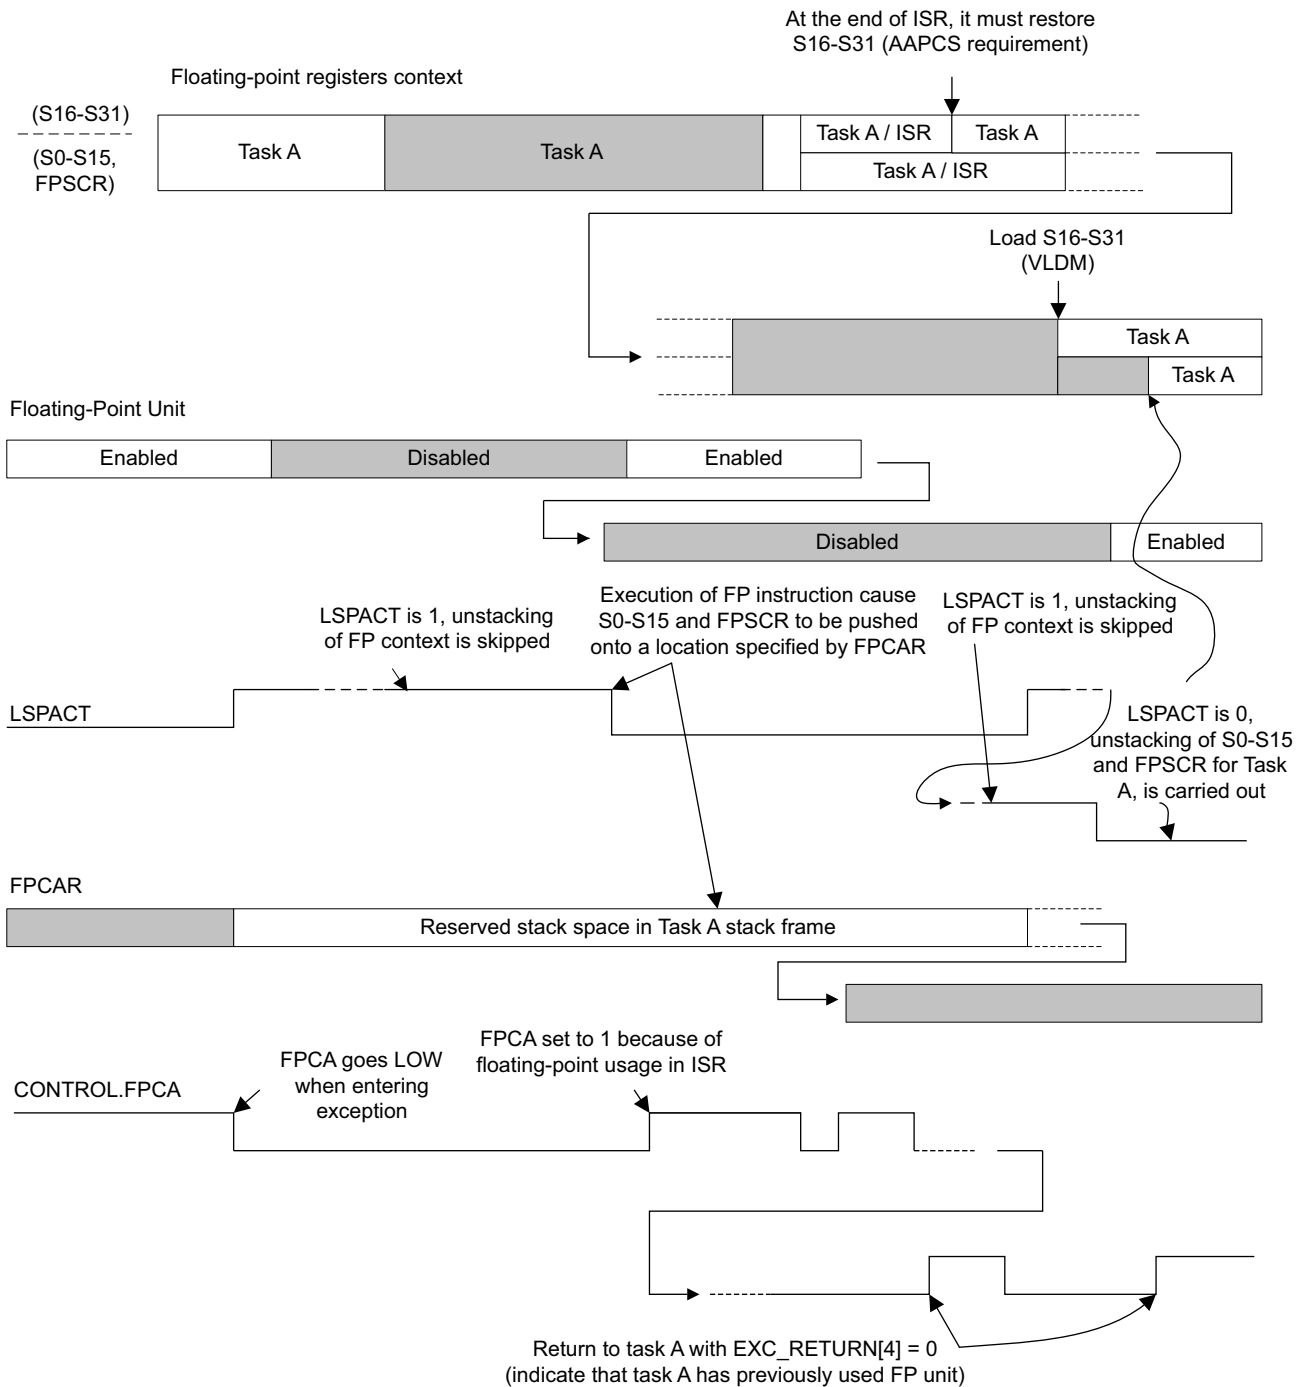 At the end of ISR, it must restore
S16-S31 (AAPCS requirement)
Floating-point registers context
(S16-S31)
(S0-S15,
FPSCR)
Task A
Task A
Task A / ISR
Task A
Task A / ISR
Load S16-S31
(VLDM)
Task A
Task A
Floating-Point Unit
Enabled
Disabled
Enabled
Disabled
Enabled
LSPACT is 1, unstacking
of FP context is skipped
Execution of FP instruction cause
S0-S15 and FPSCR to be pushed
onto a location specified by FPCAR
LSPACT is 1, unstacking
of FP context is skipped
LSPACT
LSPACT is 0,
unstacking of S0-S15
and FPSCR for Task
A, is carried out
FPCAR
Reserved stack space in Task A stack frame
FPCA goes LOW
when entering
exception
FPCA set to 1 because of
floating-point usage in ISR
CONTROL.FPCA
Return to task A with EXC_RETURN[4] = 0
(indicate that task A has previously used FP unit)